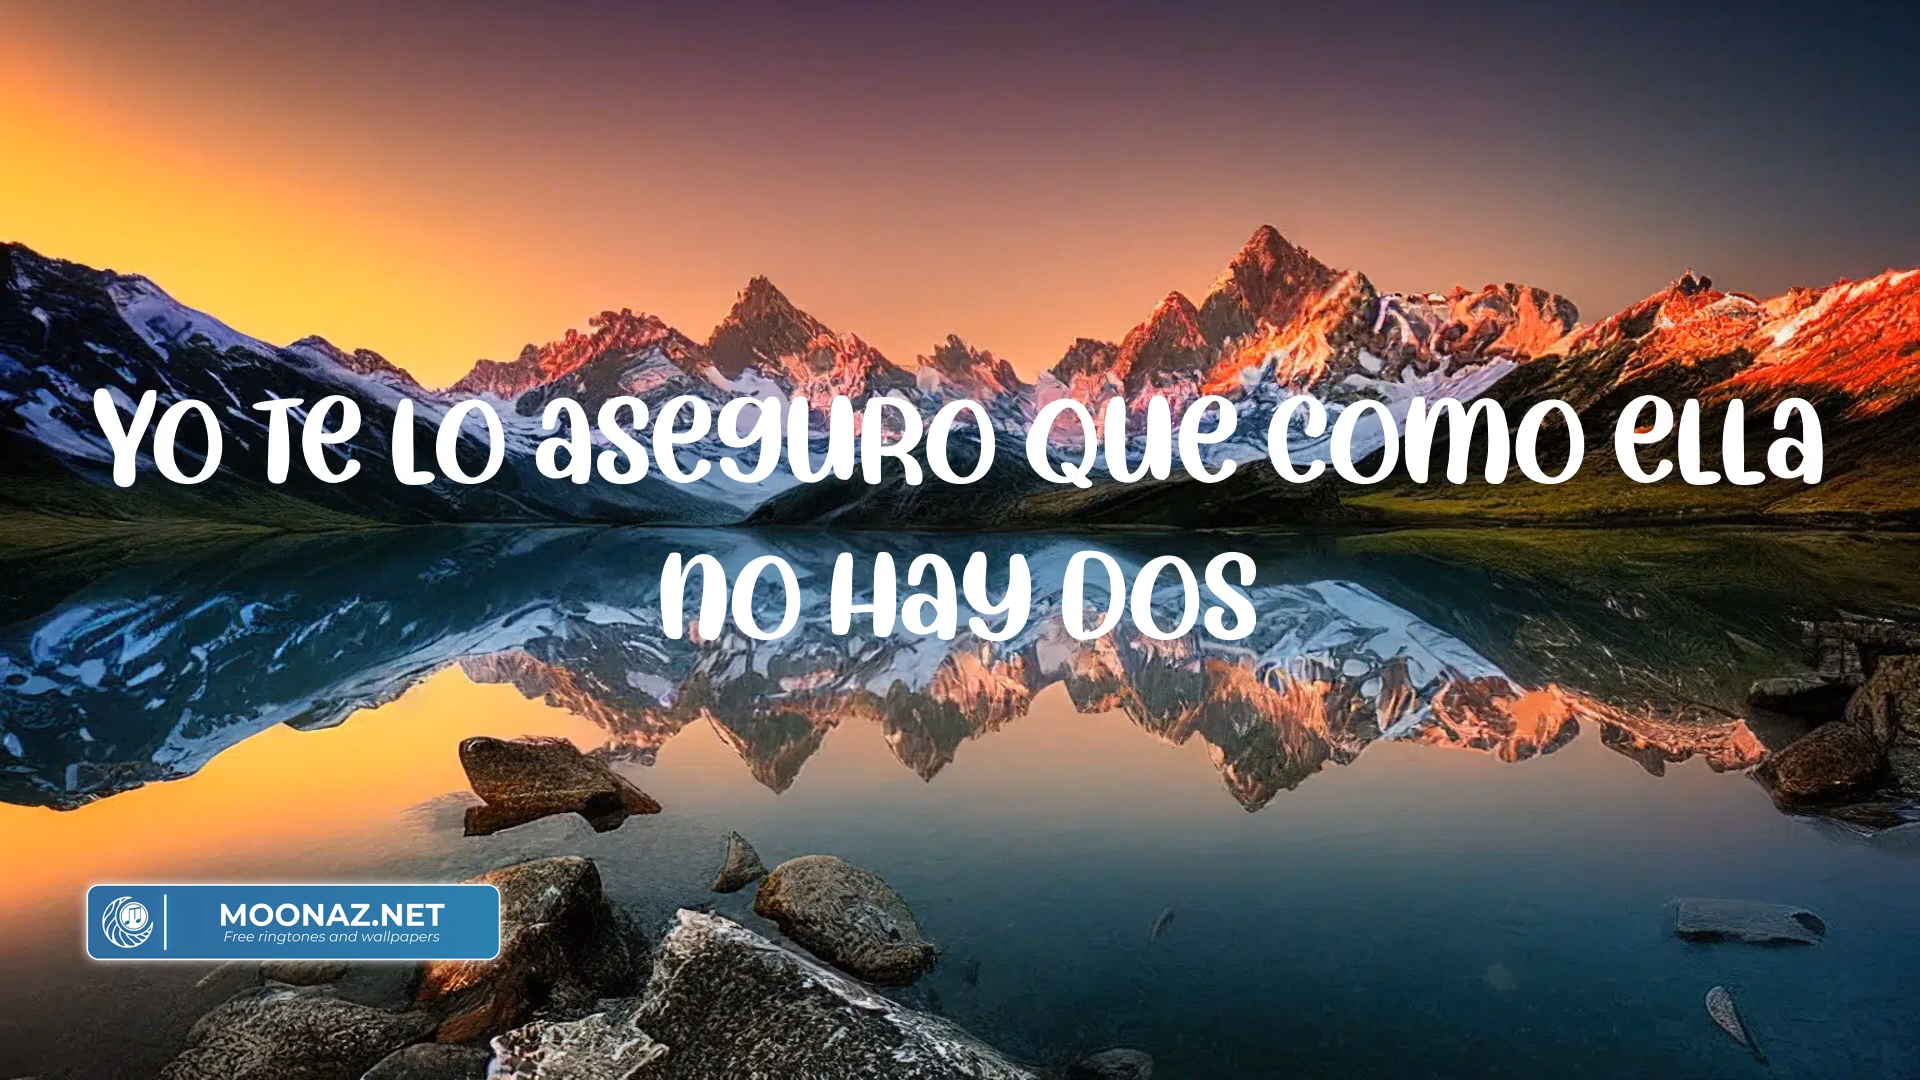 Yo te lo aseguro que como ella
no hay dos
MOONAZ.NET
Free ringtones and wallpapers